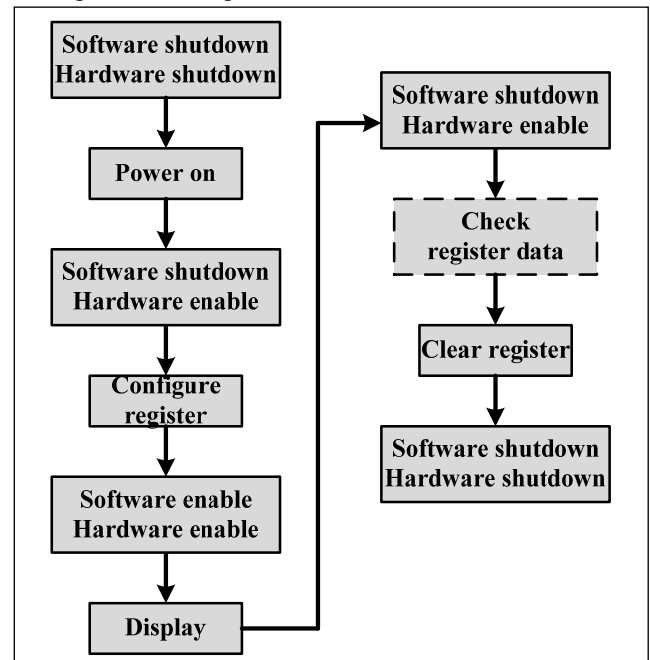 Software shutdown
Hardware shutdown
Power on
Software shutdown
Hardware enable
Configure
register
Software enable
Hardware enable
Display
Software shutdown
Hardware enable
Check
register data
Clear register
Software shutdown
Hardware shutdown